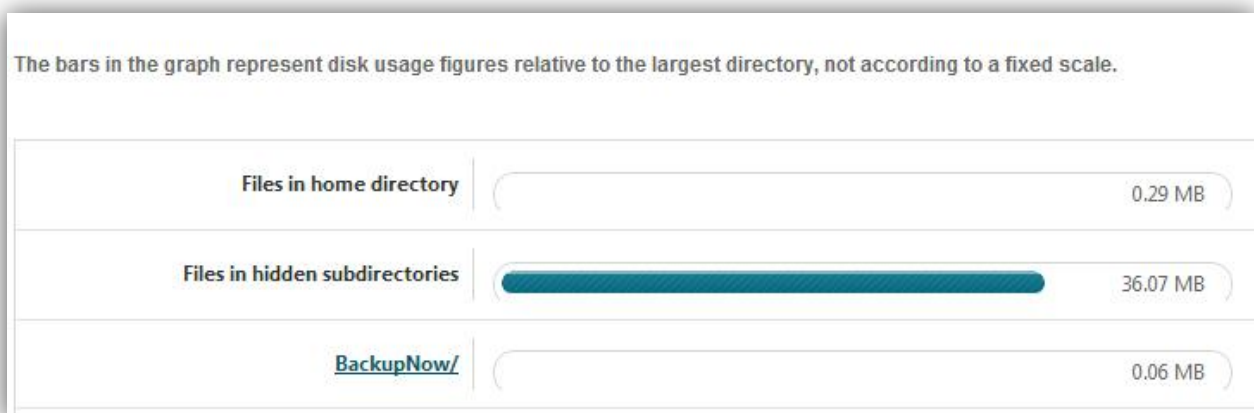 The bars in the graph represent disk usage figures relative to the largest directory, not according to a fixed scale.
Files in home directory 0.29 MB
Files in hidden subdirectories 36.07 MB
BackupNow/ 0.06 MB